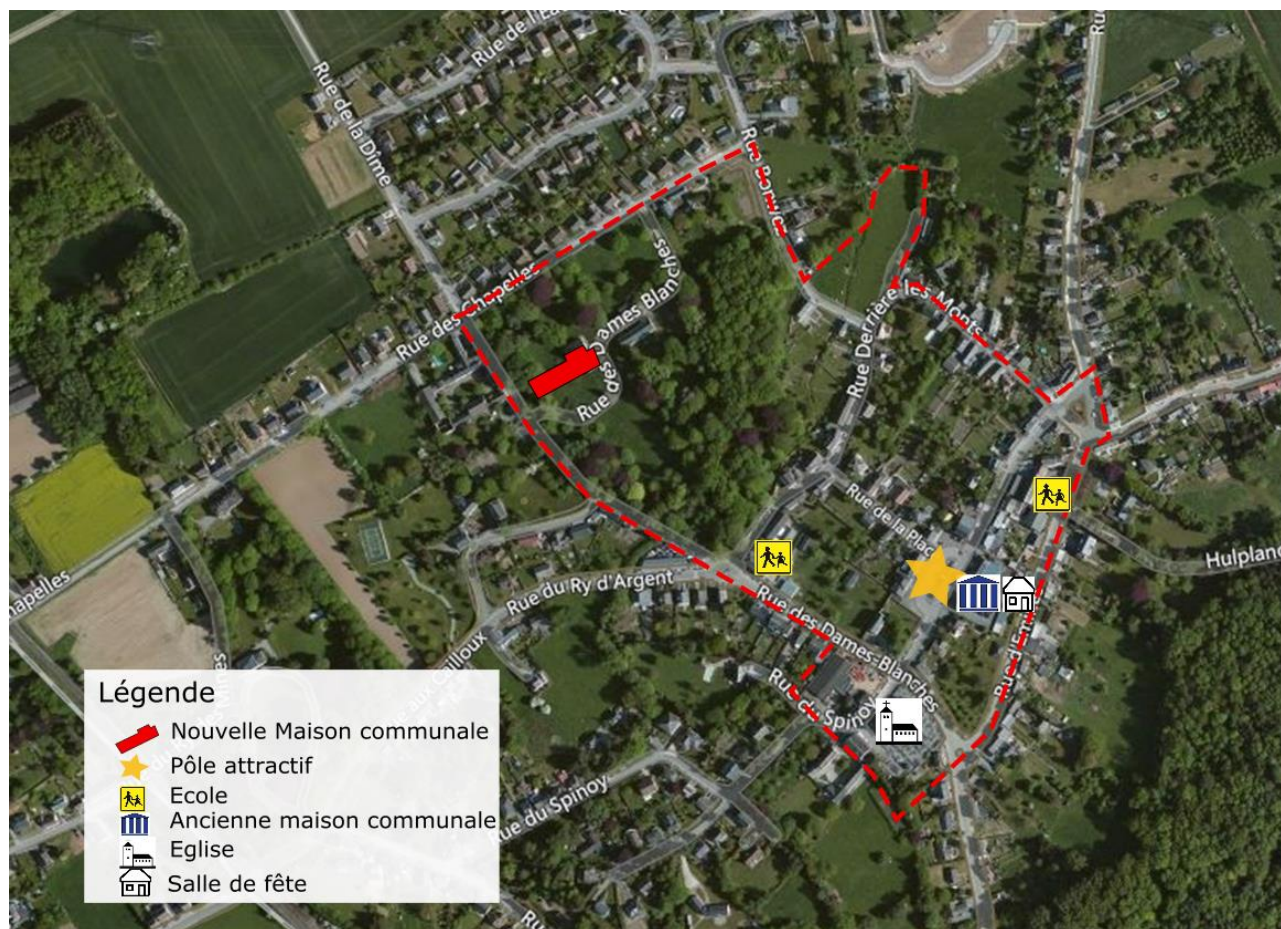 Rue de la Dîme
Rue des Chapelles
Rue des Dames Blanches
Rue Derrière les Monts
Rue de la Plac
Hulplanc
Rue du Ry d'Argent
Rue des Dames-Blanches
Rue du Spinoy
Rue du Spinoy
hapelles
Légende
Nouvelle Maison communale
Pôle attractif
Ecole
Ancienne maison communale
Eglise
Salle de fête